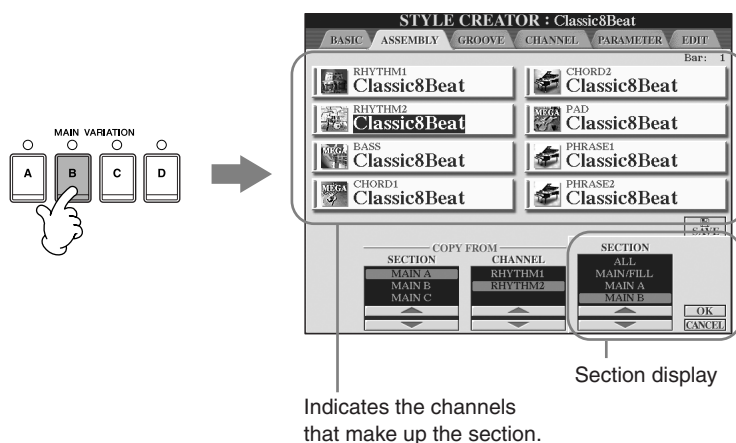 STYLE CREATOR : Classic8Beat
BASIC ASSEMBLY GROOVE CHANNEL PARAMETER EDIT
Bar: 1
RHYTHM1
Classic8Beat
CHORD2
Classic8Beat
RHYTHM2
Classic8Beat
MEGA
PAD
Classic8Beat
MEGA
BASS
Classic8Beat
PHRASE1
Classic8Beat
MEGA
CHORD1
Classic8Beat
PHRASE2
Classic8Beat
MAIN VARIATION
A B C D
SAVE
COPY FROM
SECTION
MAIN A
MAIN B
MAIN C
CHANNEL
RHYTHM1
RHYTHM2
SECTION
ALL
MAIN/FILL
MAIN A
MAIN B
OK
CANCEL
Section display
Indicates the channels
that make up the section.